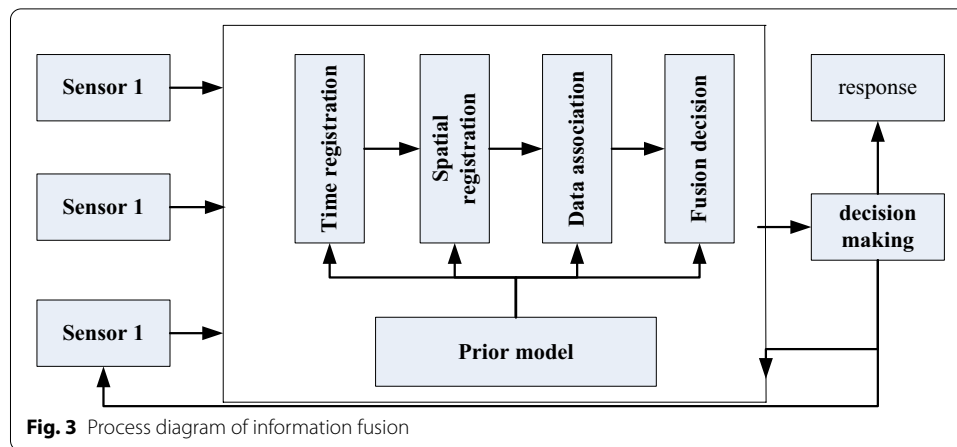 Sensor 1
Sensor 1
Sensor 1
Time registration
Spatial
registration
Data association
Fusion decision
Prior model
response
decision
making
Fig. 3 Process diagram of information fusion